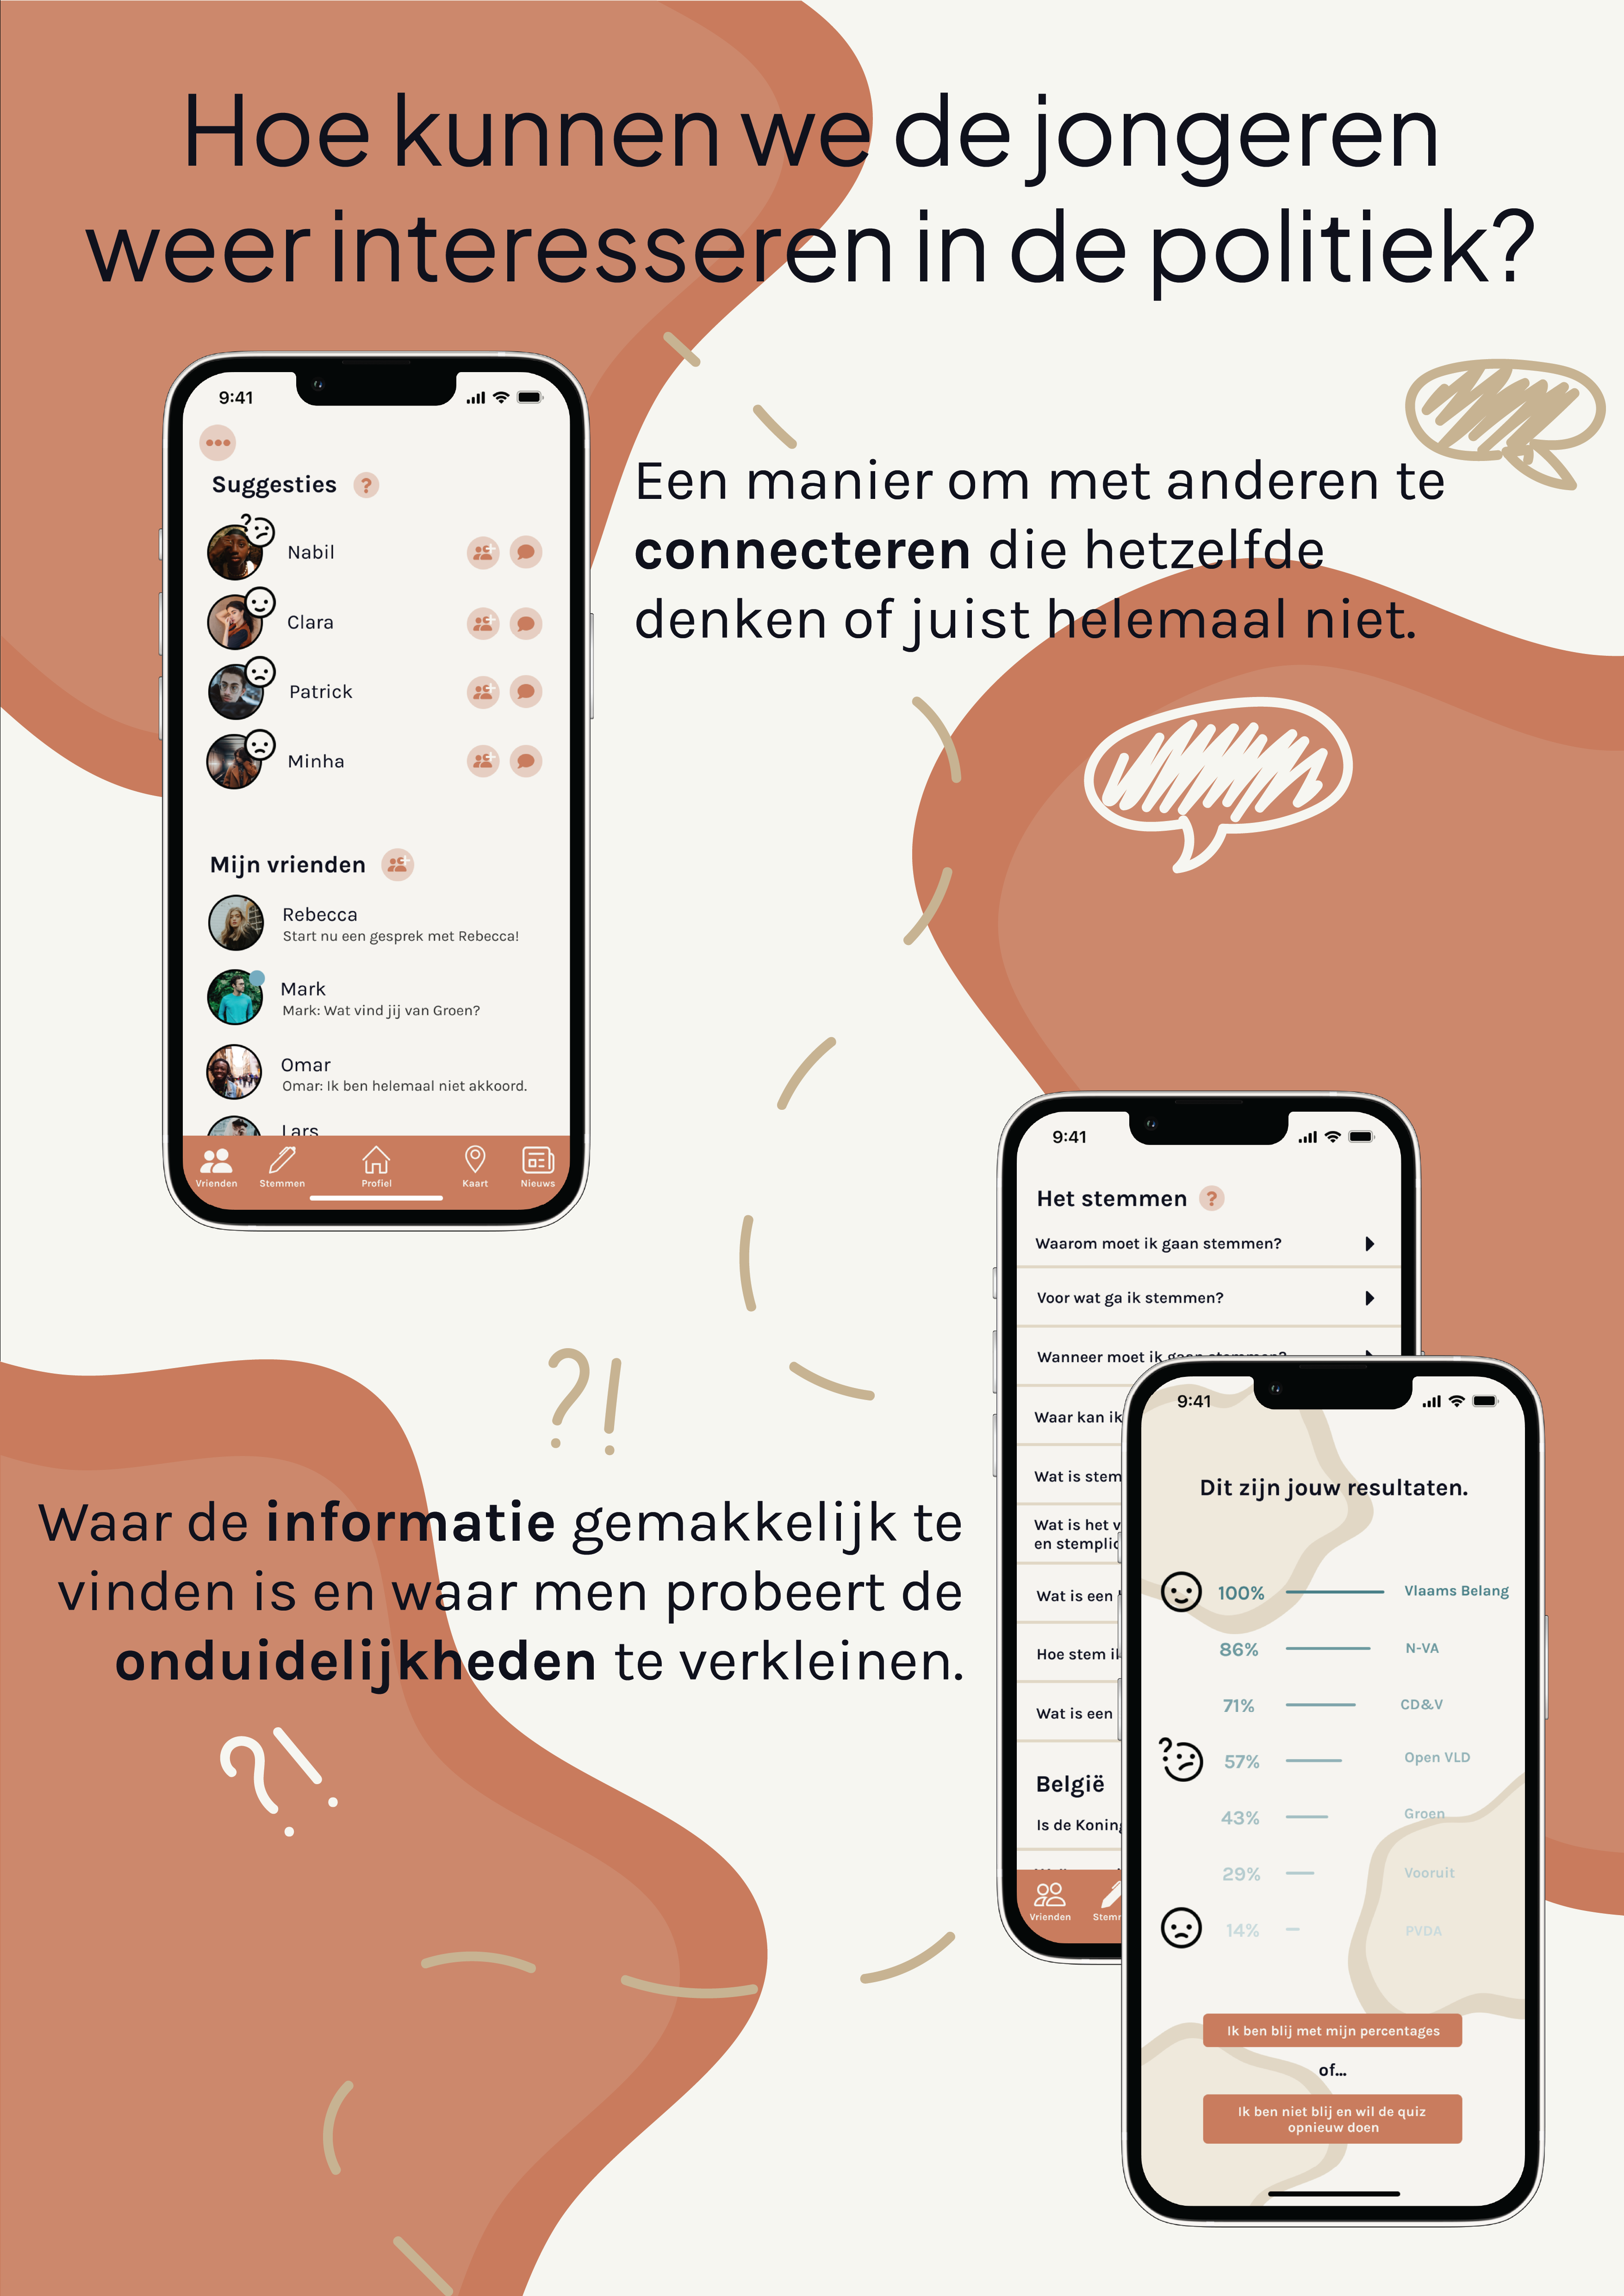 Hoe kunnen we de jongeren
weer interesseren in de politiek?
9:41
Suggesties ?
Nabil
Clara
Patrick
Minha
Mijn vrienden
Rebecca
Start nu een gesprek met Rebecca!
Mark
Mark: Wat vind jij van Groen?
Omar
Omar: Ik ben helemaal niet akkoord.
Lars
Vrienden Stemmen Profiel Kaart Nieuws
Een manier om met anderen te
connecteren die hetzelfde
denken of juist helemaal niet.
?!
Waar de informatie gemakkelijk te
vinden is en waar men probeert de
onduidelijkheden te verkleinen.
?!
9:41
Het stemmen ?
Waarom moet ik gaan stemmen?
Voor wat ga ik stemmen?
Wanneer moet ik gaan stemmen?
Waar kan ik
Wat is stem
Wat is het v
en stemplic
Wat is een
Hoe stem
Wat is een
België
Is de Koning
Vrienden Stemm
9:41
Dit zijn jouw resultaten.
100% Vlaams Belang
86% N-VA
71% CD&V
? 57% Open VLD
43% Groen
29% Vooruit
14% PVDA
Ik ben blij met mijn percentages
of...
Ik ben niet blij en wil de quiz
opnieuw doen